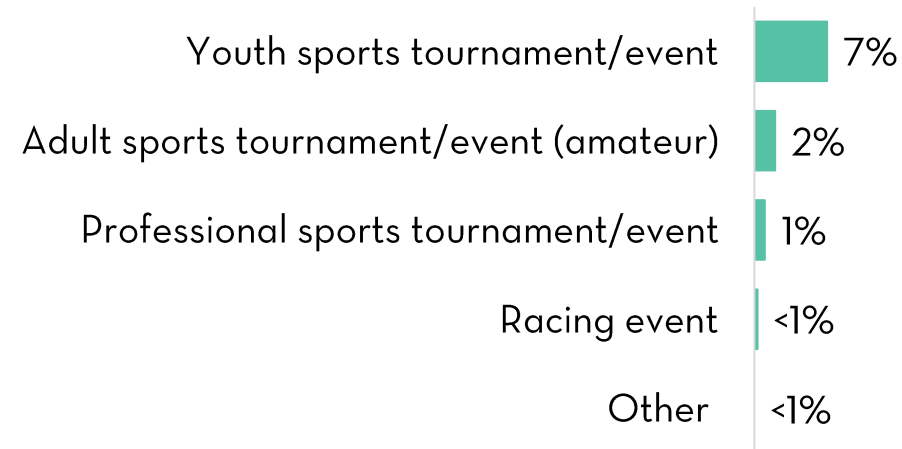 Youth sports tournament/event 7%
Adult sports tournament/event (amateur) 2%
Professional sports tournament/event 1%
Racing event <1%
Other <1%